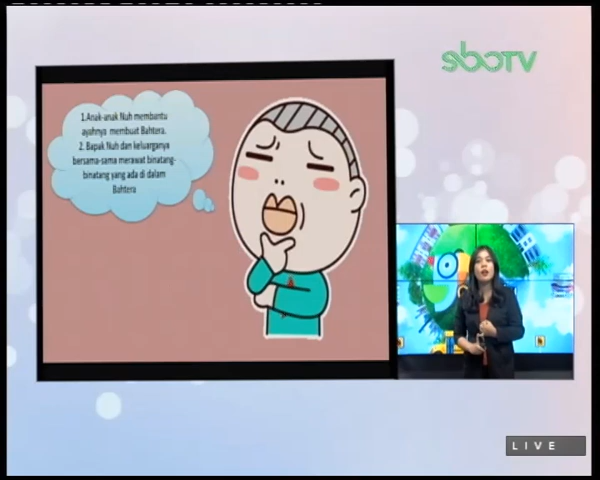 sboTV
1.Anak-anak Nuh membantu
ayahnya membuat Bahtera.
2. Bapak Nuh dan keluarganya
bersama-sama merawat binatang-
binatang yang ada di dalam
Bahtera
LIVE